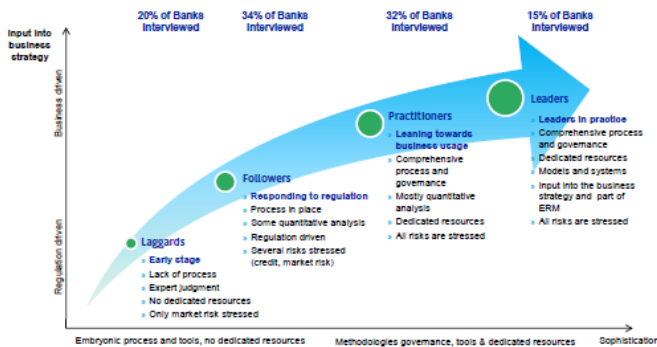 20% of Banks
Interviewed
34% of Banks
Interviewed
32% of Banks
Interviewed
15% of Banks
Interviewed
Input into
business
strategy
Business driven
Regulation driven
Leaders
» Leaders in practice
» Comprehensive process
and governance
» Dedicated resources
» Models and systems
» Input into the business
strategy and part of
ERM
» All risks are stressed
Practitioners
» Leaning towards
business usage
» Comprehensive
process and
governance
» Mostly quantitative
analysis
» Dedicated resources
» All risks are stressed
Followers
» Responding to regulation
» Process in place
» Some quantitative analysis
» Regulation driven
» Several risks stressed
(credit, market risk)
Laggards
» Early stage
» Lack of process
» Expert judgment
» No dedicated resources
» Only market risk stressed
Embryonic process and tools, no dedicated resources
Methodologies governance, tools & dedicated resources
Sophistication